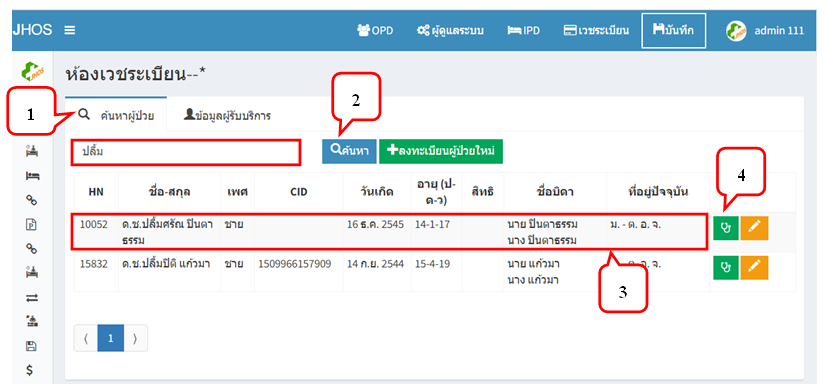 JHOS OPD ผู้ดูแลระบบ IPD เวชระเบียน บันทึก admin 111
JHOS
ห้องเวชระเบียน--*
1
2
ค้นหาผู้ป่วย ข้อมูลผู้รับบริการ
ปลื้ม ค้นหา ลงทะเบียนผู้ป่วยใหม่
4
HN ชื่อ-สกุล เพศ CID วันเกิด อายุ (ป-ด-ว) สิทธิ ชื่อบิดา ที่อยู่ปัจจุบัน
10052 ด.ช.ปลื้มศรัณ ปินตาธรรม ชาย 16 ธ.ค. 2545 14-1-17 นาย ปินตาธรรม ม. - ต. อ. จ.
นาง ปินตาธรรม
15832 ด.ช.ปลื้มปิติ แก้วมา ชาย 1509966157909 14 ก.ย. 2544 15-4-19 นาย แก้วมา ต. อ. จ.
นาง แก้วมา
3
1